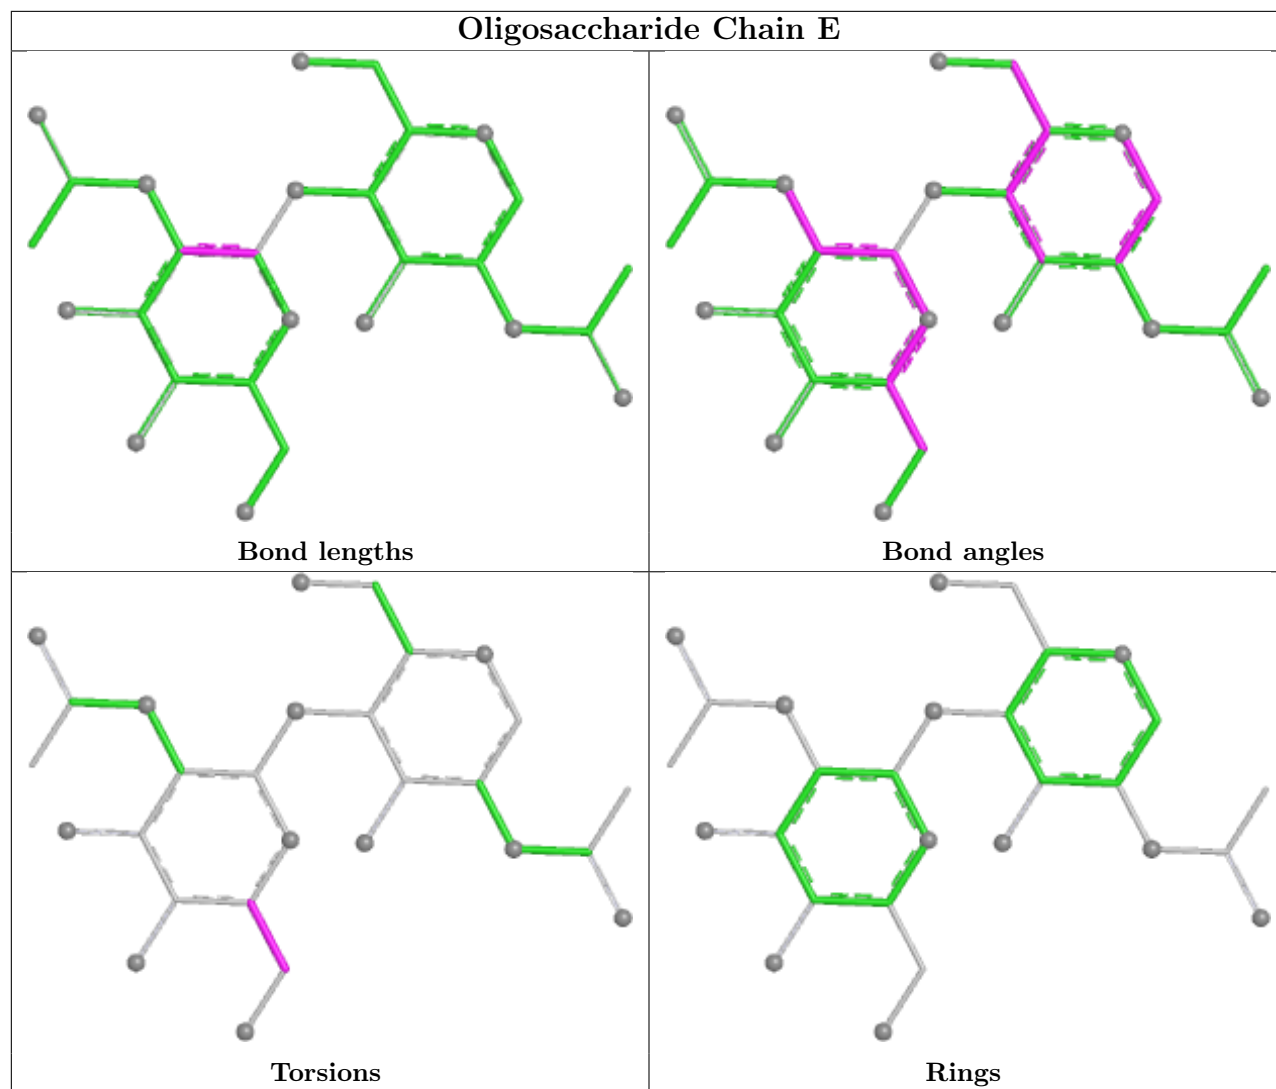 Oligosaccharide Chain E
Bond lengths
Bond angles
Torsions
Rings